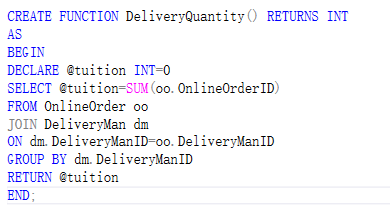 CREATE FUNCTION DeliveryQuantity() RETURNS INT
AS
BEGIN
DECLARE @tuition INT=0
SELECT @tuition=SUM(oo.OnlineOrderID)
FROM OnlineOrder oo
JOIN DeliveryMan dm
ON dm.DeliveryManID=oo.DeliveryManID
GROUP BY dm.DeliveryManID
RETURN @tuition
END;